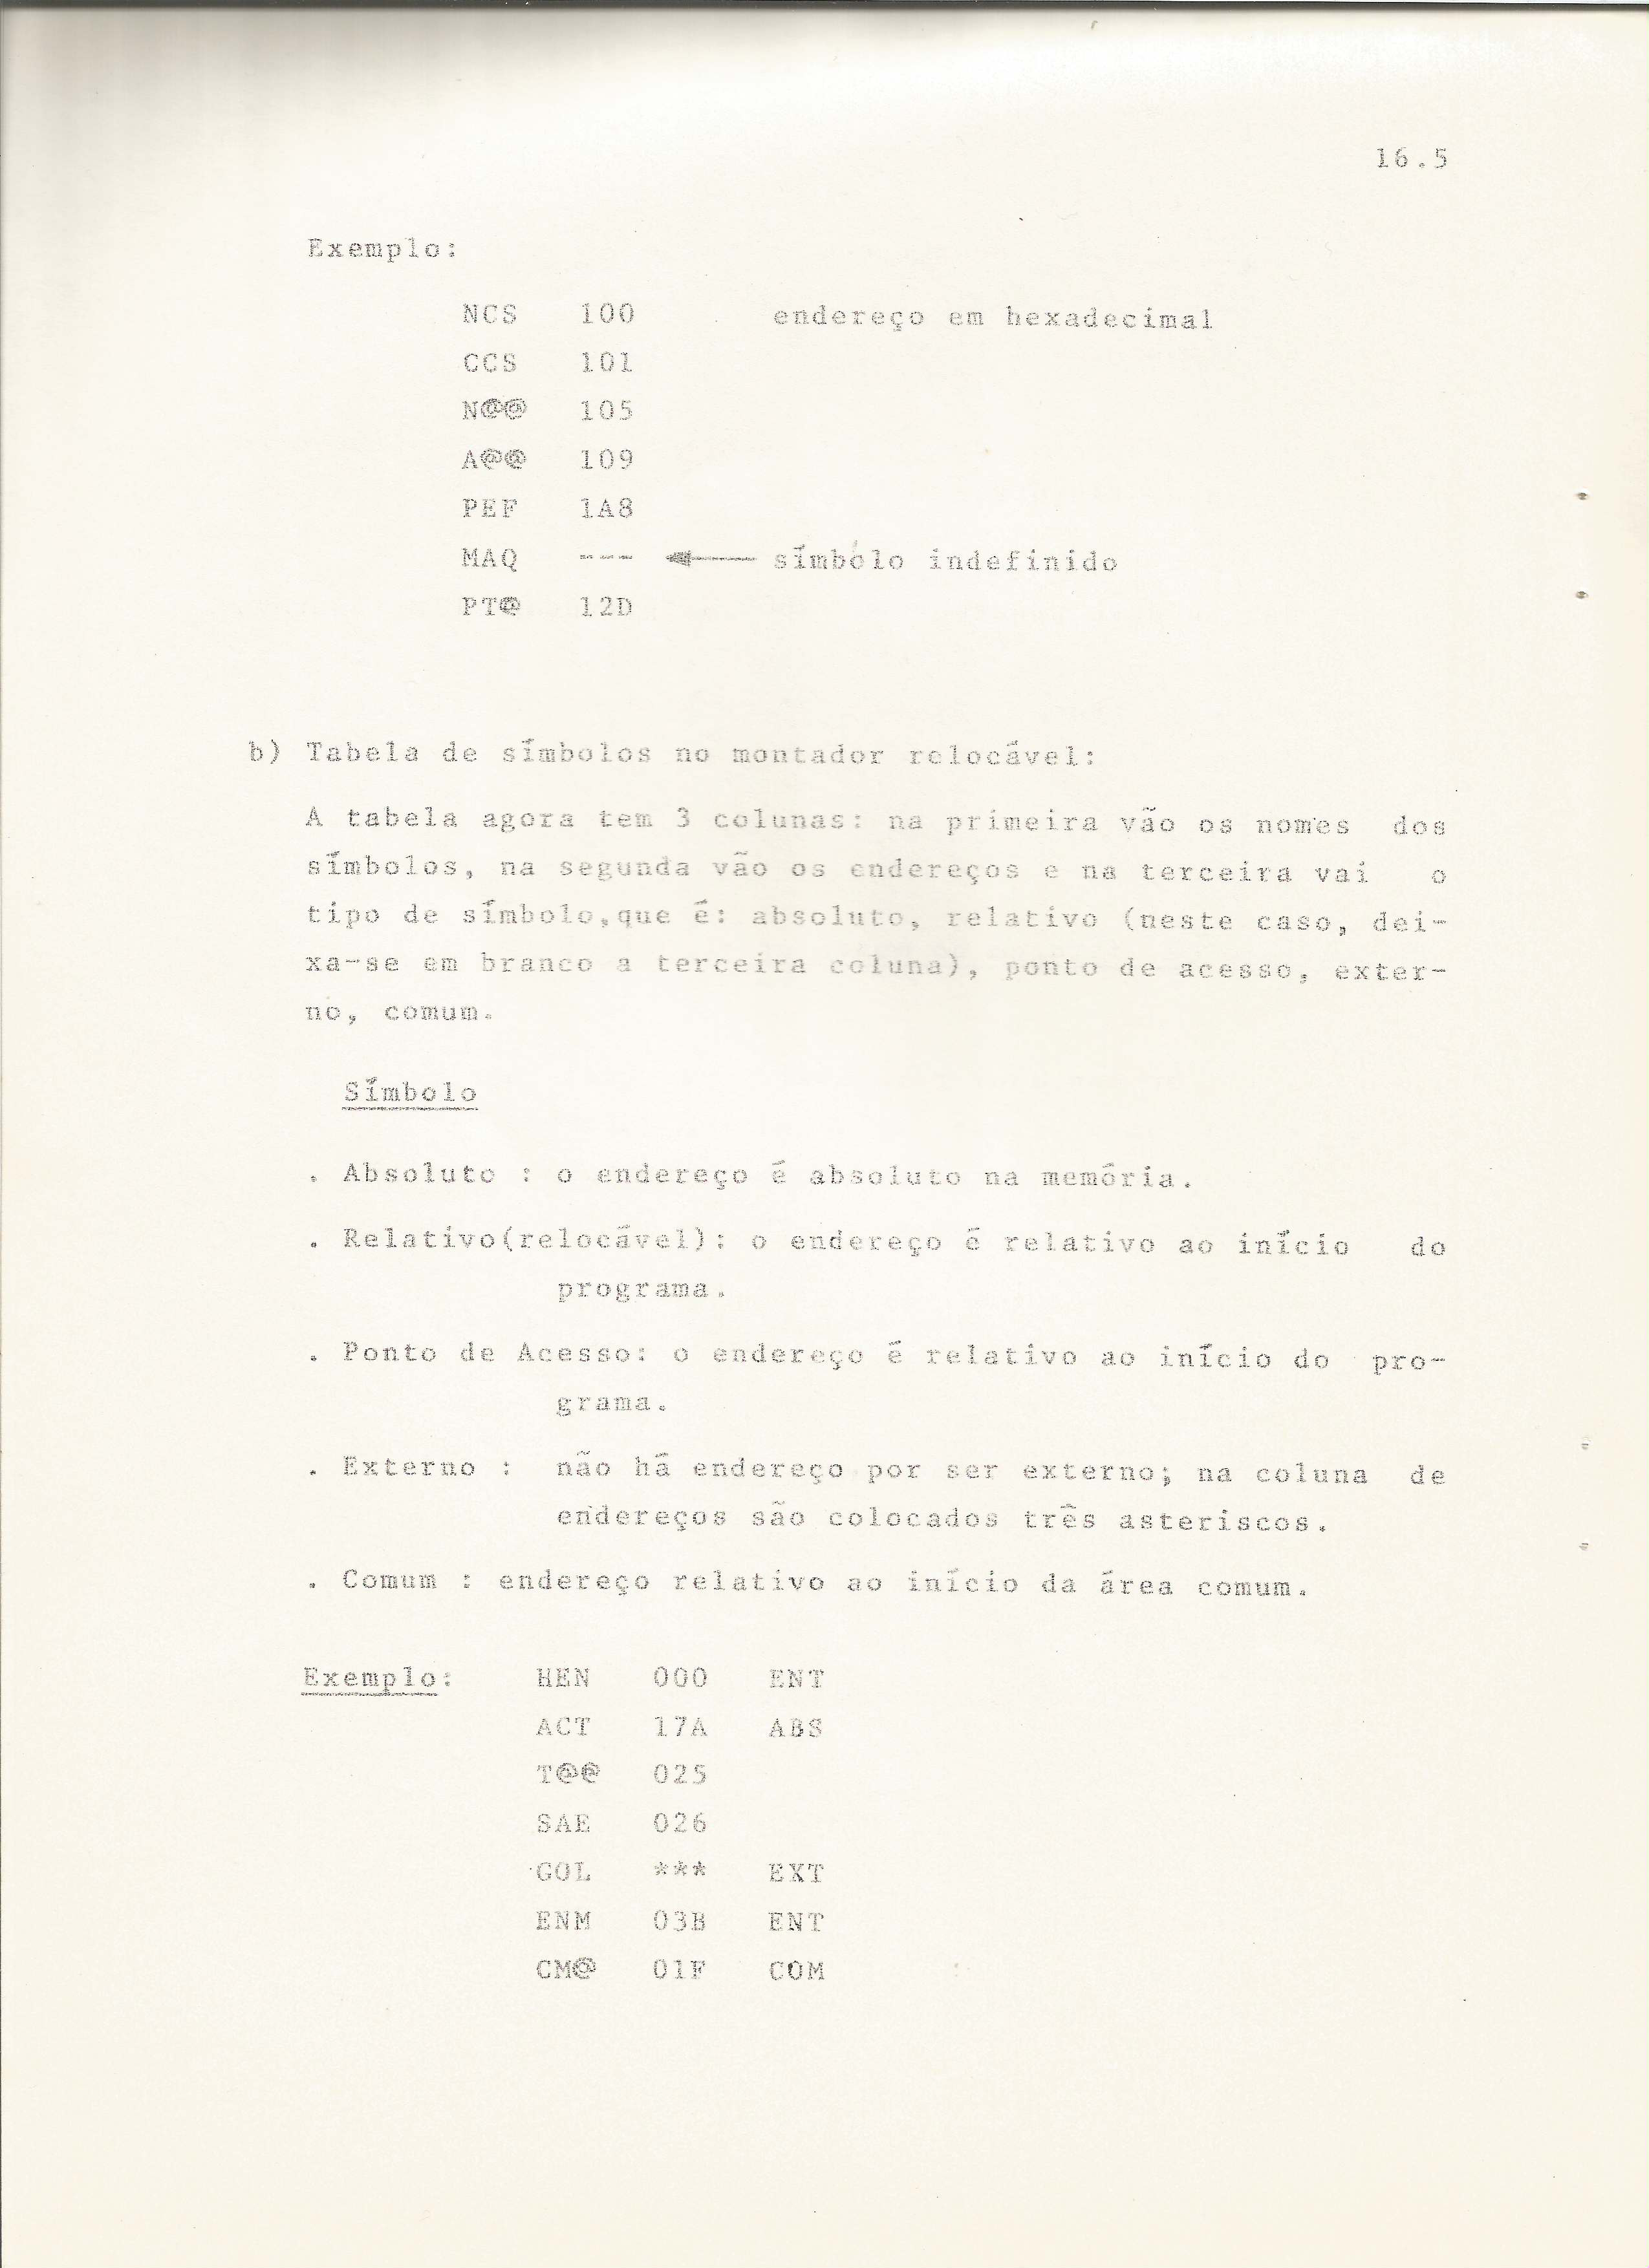 16.5
Exemplo:
NCS 100 endereço em hexadecimal
CCS 101
N@@ 105
A@@ 109
PEF 1A8
MAQ --- símbolo indefinido
PT@ 12D
b) Tabela de símbolos no montador relocável:
A tabela agora tem 3 colunas: na primeira vão os nomes dos
símbolos, na segunda vão os endereços e na terceira vai o
tipo de símbolo,que é: absoluto, relativo (neste caso, dei-
xa-se em branco a terceira coluna), ponto de acesso, exter-
no, comum.
Símbolo
. Absoluto : o endereço é absoluto na memória.
. Relativo(relocável): o endereço é relativo ao início do
programa.
. Ponto de Acesso: o endereço é relativo ao início do pro-
grama.
. Externo : não há endereço por ser externo; na coluna de
endereços são colocados três asteriscos.
. Comum : endereço relativo ao início da área comum.
Exemplo: HEN 000 ENT
ACT 17A ABS
T@@ 025
SAE 026
GOL *** EXT
ENM 03B ENT
CM@ 01F COM